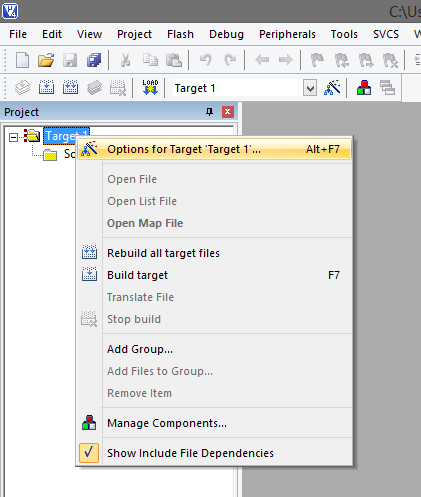 C:\Us
File Edit View Project Flash Debug Peripherals Tools SVCS W
LOAD Target 1
Project
Target 1
So
Options for Target 'Target 1'... Alt+F7
Open File
Open List File
Open Map File
Rebuild all target files
Build target F7
Translate File
Stop build
Add Group...
Add Files to Group...
Remove Item
Manage Components...
Show Include File Dependencies